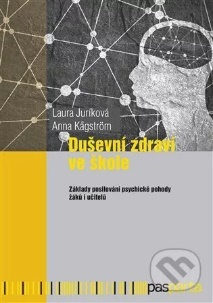 Laura Juríková
Anna Kågström
Duševní zdraví
ve škole
Základy posilování psychické pohody
žáků i učitelů
pasparta